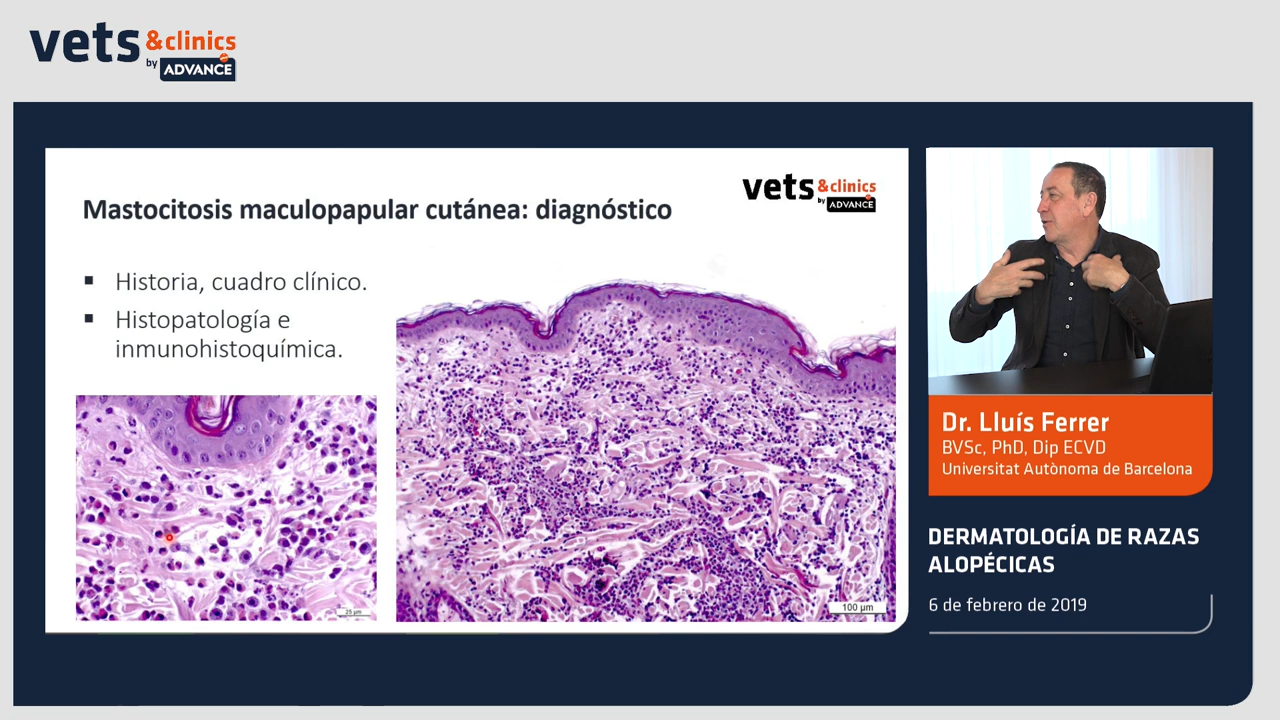 vets &clinics
by ADVANCE
vets &clinics
by ADVANCE
Mastocitosis maculopapular cutánea: diagnóstico
▪ Historia, cuadro clínico.
▪ Histopatología e
inmunohistoquímica.
25 µm
100 µm
Dr. Lluís Ferrer
BVSc, PhD, Dip ECVD
Universitat Autònoma de Barcelona
DERMATOLOGÍA DE RAZAS
ALOPÉCICAS
6 de febrero de 2019